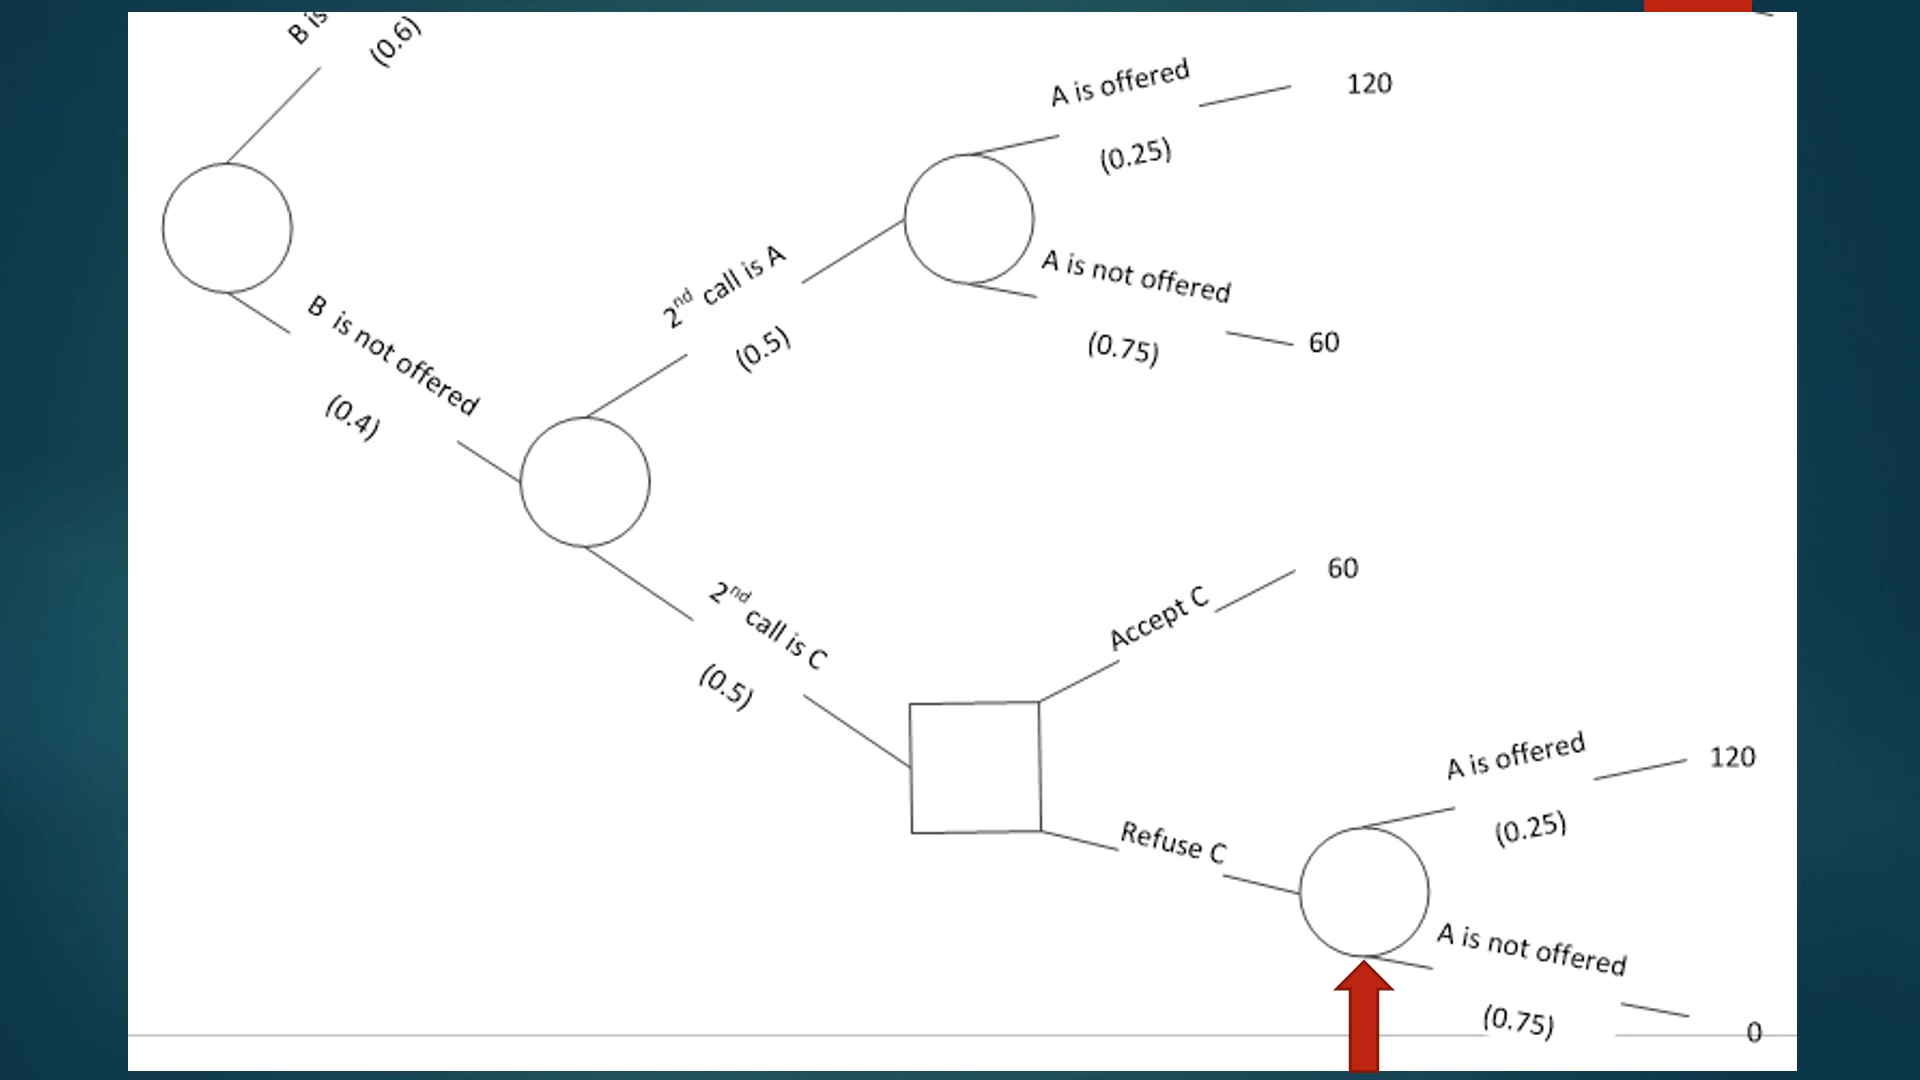 B is
(0.6)
A is offered
120
(0.25)
2nd call is A
(0.5)
A is not offered
60
(0.75)
B is not offered
(0.4)
2nd call is C
(0.5)
Accept C
60
Refuse C
A is offered
120
(0.25)
A is not offered
(0.75)
0